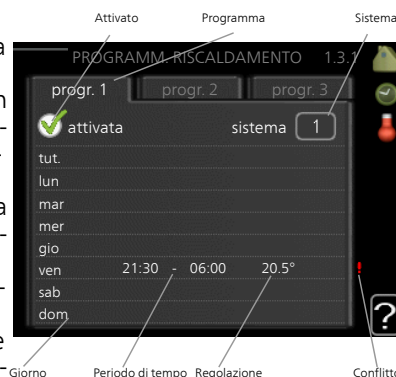 Attivato Programma Sistema
PROGRAMM. RISCALDAMENTO 1.3.1
progr. 1 progr. 2 progr. 3
attivata sistema 1
tut.
lun
mar
mer
gio
ven 21:30 - 06:00 20.5° !
sab
dom
?
Giorno Periodo di tempo Regolazione Conflitto